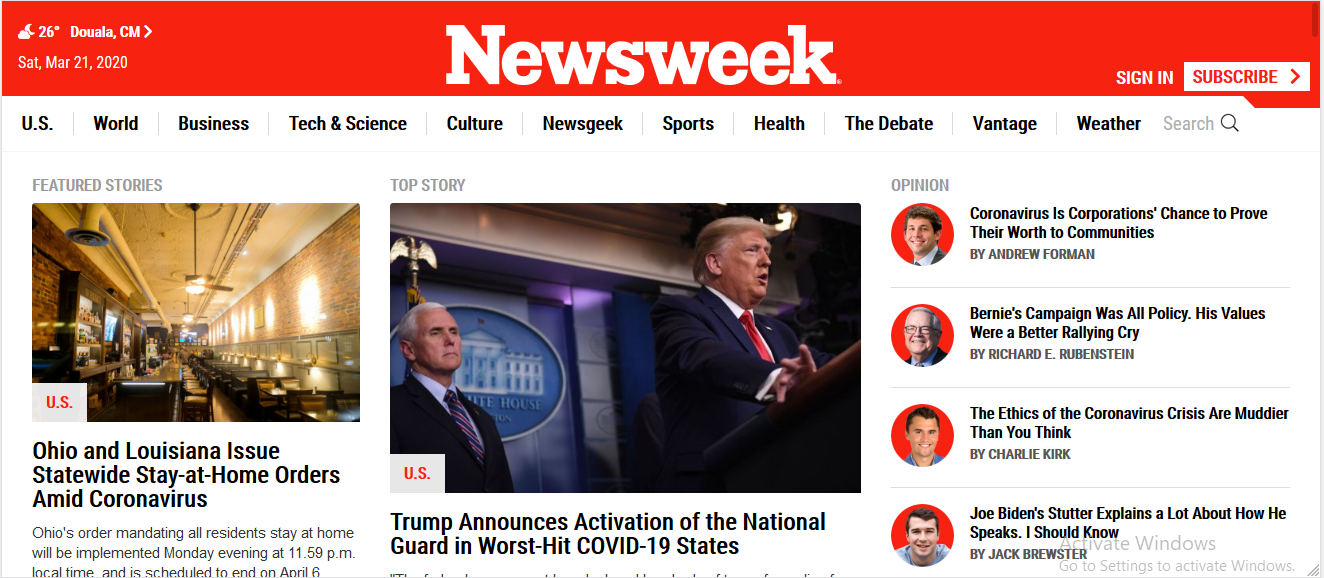 26° Douala, CM
Sat, Mar 21, 2020
Newsweek
SIGN IN SUBSCRIBE
U.S. World Business Tech & Science Culture Newsgeek Sports Health The Debate Vantage Weather Search
FEATURED STORIES
U.S.
Ohio and Louisiana Issue
Statewide Stay-at-Home Orders
Amid Coronavirus
Ohio's order mandating all residents stay at home
will be implemented Monday evening at 11.59 p.m.
local time, and is scheduled to end on April 6
TOP STORY
THE WHITE HOUSE
U.S.
Trump Announces Activation of the National
Guard in Worst-Hit COVID-19 States
OPINION
Coronavirus Is Corporations' Chance to Prove
Their Worth to Communities
BY ANDREW FORMAN
Bernie's Campaign Was All Policy. His Values
Were a Better Rallying Cry
BY RICHARD E. RUBENSTEIN
The Ethics of the Coronavirus Crisis Are Muddier
Than You Think
BY CHARLIE KIRK
Joe Biden's Stutter Explains a Lot About How He
Speaks. I Should Know
BY JACK BREWSTER
Activate Windows
Go to Settings to activate Windows.